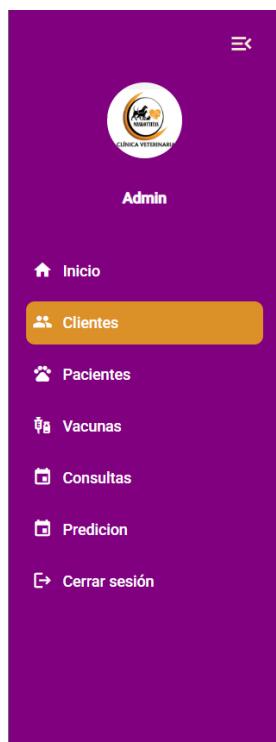 CLÍNICA VETERINARIA
Admin
Inicio
Clientes
Pacientes
Vacunas
Consultas
Predicion
Cerrar sesión